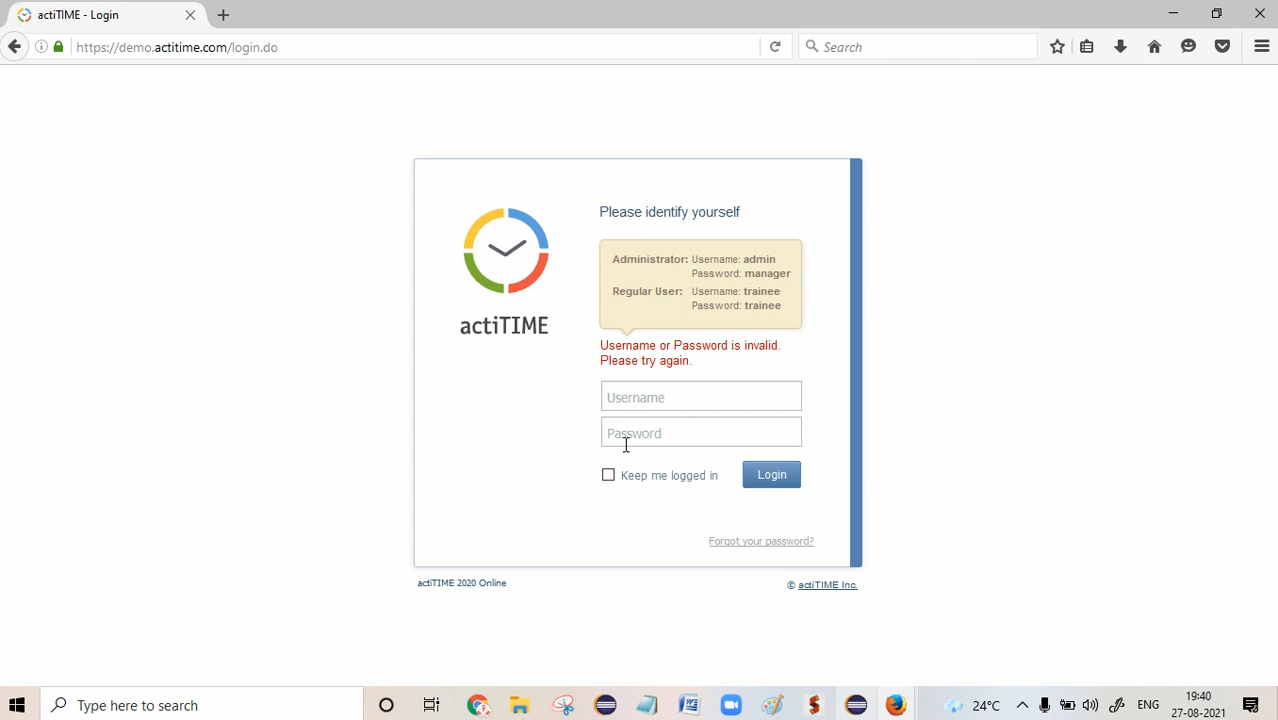 actiTIME - Login
https://demo.actitime.com/login.do
Search
Please identify yourself
Administrator: Username: admin
Password: manager
Regular User: Username: trainee
Password: trainee
actiTIME
Username or Password is invalid.
Please try again.
Username
Password
Keep me logged in
Login
Forgot your password?
actiTIME 2020 Online
© actiTIME Inc.
Type here to search
24°C
ENG
19:40
27-08-2021